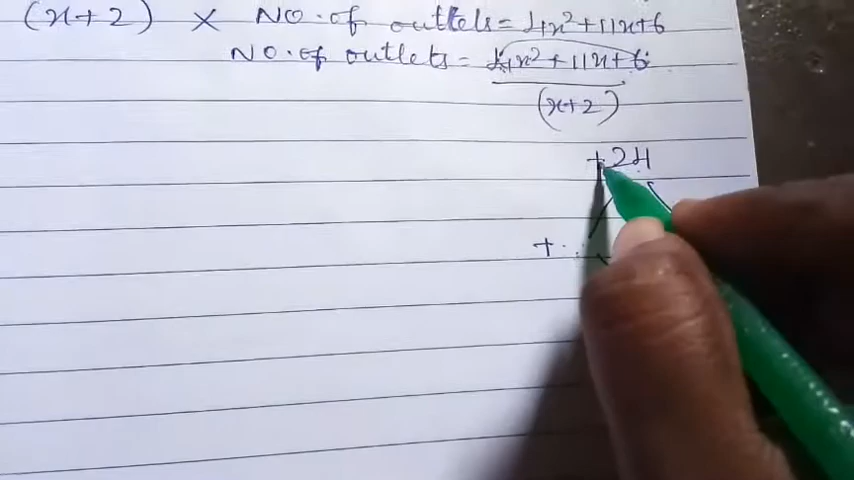 (x+2) × NO. of outlets = 4x²+11x+6
NO. of outlets = 4x²+11x+6
(x+2)
+24
+